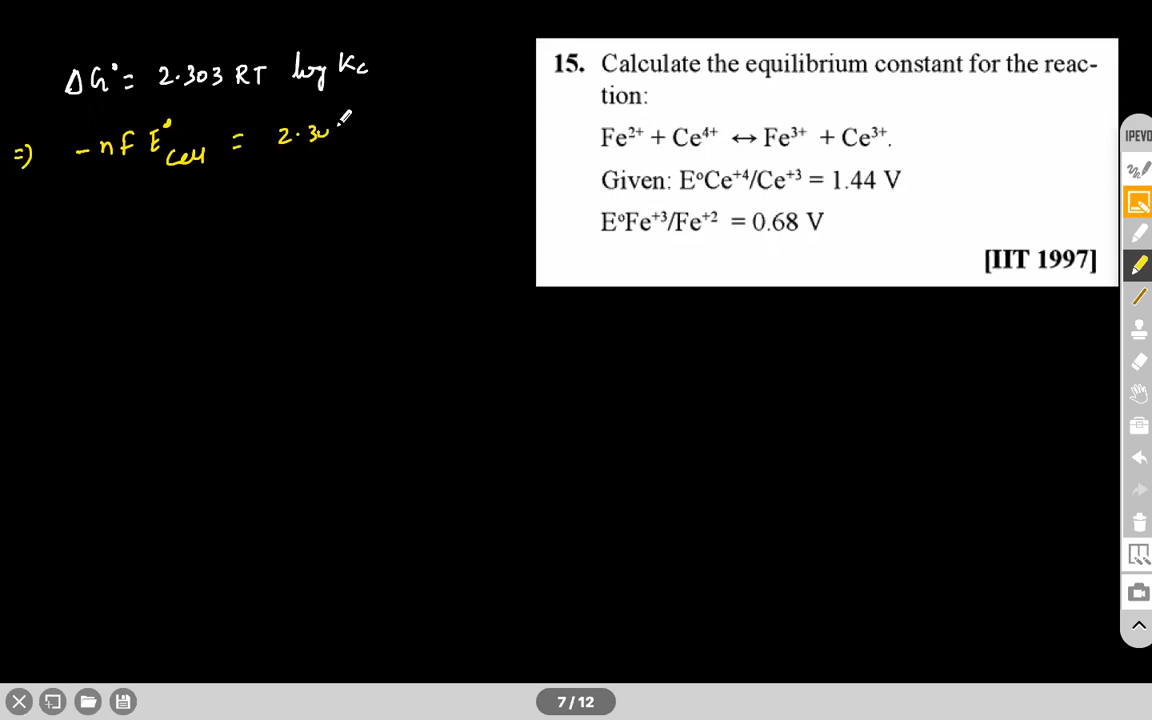 ΔG° = 2.303 RT log Kc
=) -nF E°cell = 2.30
15. Calculate the equilibrium constant for the reac-
tion:
Fe²⁺ + Ce⁴⁺ ↔ Fe³⁺ + Ce³⁺.
Given: E°Ce⁺⁴/Ce⁺³ = 1.44 V
E°Fe⁺³/Fe⁺² = 0.68 V
[IIT 1997]
IPEVO
7 / 12